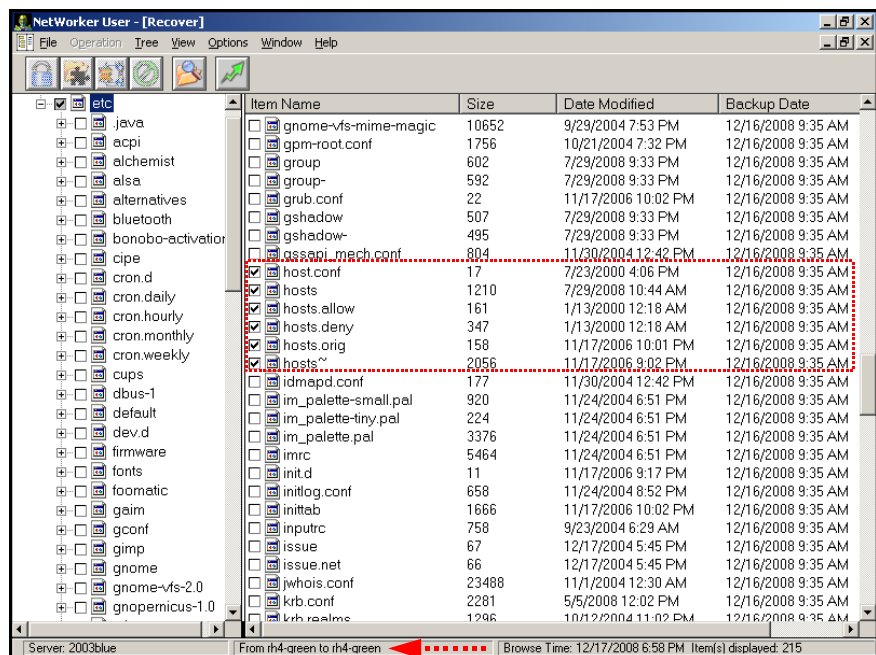 NetWorker User - [Recover]
File Operation Tree View Options Window Help
etc
.java
acpi
alchemist
alsa
alternatives
bluetooth
bonobo-activation
cipe
cron.d
cron.daily
cron.hourly
cron.monthly
cron.weekly
cups
dbus-1
default
dev.d
firmware
fonts
foomatic
gaim
gconf
gimp
gnome
gnome-vfs-2.0
gnopernicus-1.0
Item Name Size Date Modified Backup Date
gnome-vfs-mime-magic 10652 9/29/2004 7:53 PM 12/16/2008 9:35 AM
gpm-root.conf 1756 10/21/2004 7:32 PM 12/16/2008 9:35 AM
group 602 7/29/2008 9:33 PM 12/16/2008 9:35 AM
group- 592 7/29/2008 9:33 PM 12/16/2008 9:35 AM
grub.conf 22 11/17/2006 10:02 PM 12/16/2008 9:35 AM
gshadow 507 7/29/2008 9:33 PM 12/16/2008 9:35 AM
gshadow- 495 7/29/2008 9:33 PM 12/16/2008 9:35 AM
gssapi_mech.conf 804 11/30/2004 12:42 PM 12/16/2008 9:35 AM
host.conf 17 7/23/2000 4:06 PM 12/16/2008 9:35 AM
hosts 1210 7/29/2008 10:44 AM 12/16/2008 9:35 AM
hosts.allow 161 1/13/2000 12:18 AM 12/16/2008 9:35 AM
hosts.deny 347 1/13/2000 12:18 AM 12/16/2008 9:35 AM
hosts.orig 158 11/17/2006 10:01 PM 12/16/2008 9:35 AM
hosts~ 2056 11/17/2006 9:02 PM 12/16/2008 9:35 AM
idmapd.conf 177 11/30/2004 12:42 PM 12/16/2008 9:35 AM
im_palette-small.pal 920 11/24/2004 6:51 PM 12/16/2008 9:35 AM
im_palette-tiny.pal 224 11/24/2004 6:51 PM 12/16/2008 9:35 AM
im_palette.pal 3376 11/24/2004 6:51 PM 12/16/2008 9:35 AM
imrc 5464 11/24/2004 6:51 PM 12/16/2008 9:35 AM
init.d 11 11/17/2006 9:17 PM 12/16/2008 9:35 AM
initlog.conf 658 11/24/2004 8:52 PM 12/16/2008 9:35 AM
inittab 1666 11/17/2006 10:02 PM 12/16/2008 9:35 AM
inputrc 758 9/23/2004 6:29 AM 12/16/2008 9:35 AM
issue 67 12/17/2004 5:45 PM 12/16/2008 9:35 AM
issue.net 66 12/17/2004 5:45 PM 12/16/2008 9:35 AM
jwhois.conf 23488 11/1/2004 12:30 AM 12/16/2008 9:35 AM
krb.conf 2281 5/5/2008 12:02 PM 12/16/2008 9:35 AM
krb.realms 1296 10/12/2004 11:02 PM 12/16/2008 9:35 AM
Server: 2003blue From rh4-green to rh4-green Browse Time: 12/17/2008 6:58 PM Item(s) displayed: 215